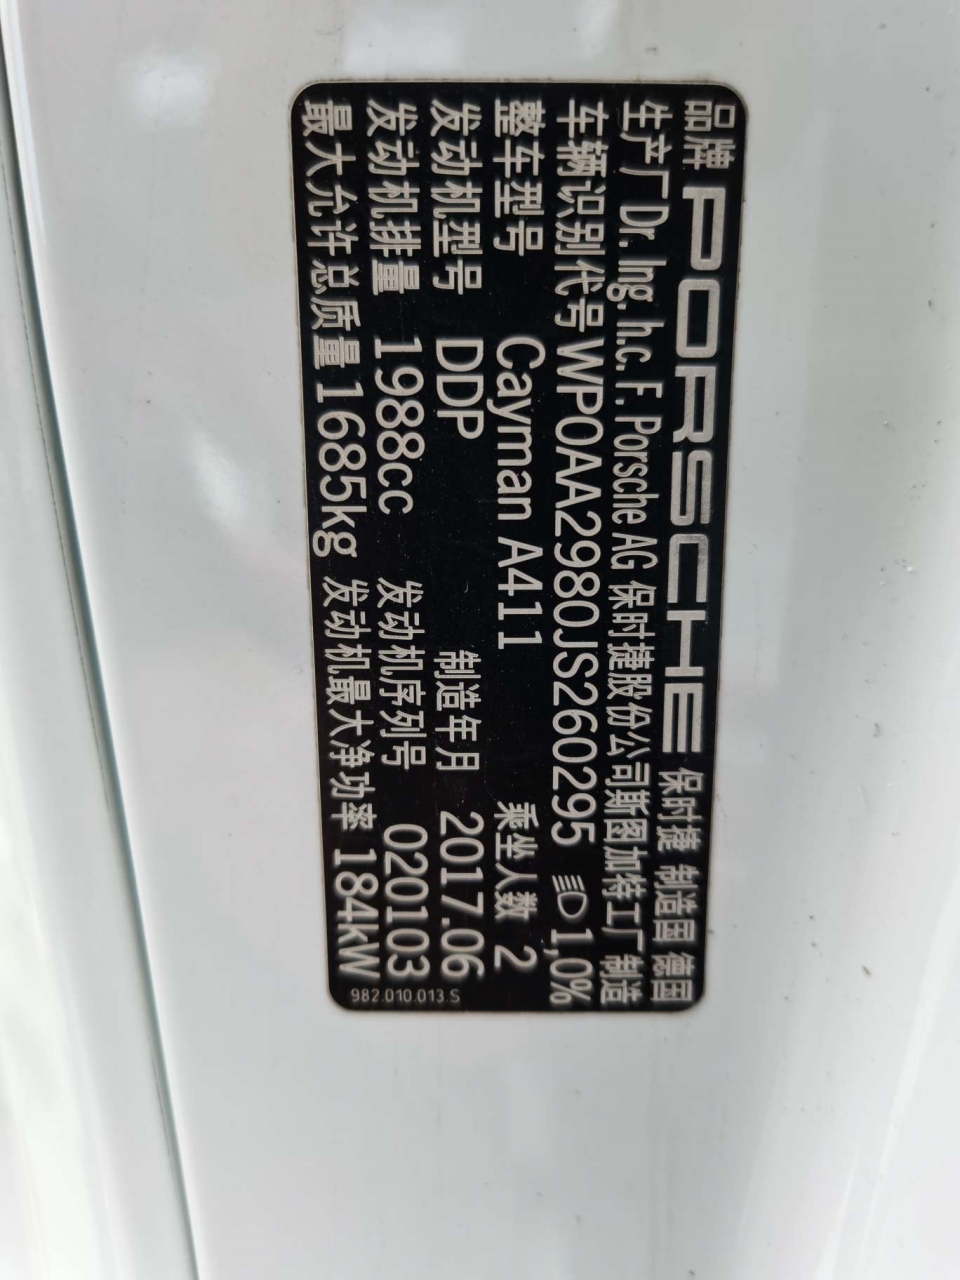 品牌 PORSCHE 保时捷 制造国 德国
生产厂 Dr. Ing. h.c. F. Porsche AG 保时捷股份公司斯图加特工厂制造
车辆识别代号 WP0AA2980JS260295 1,0%
整车型号 Cayman A411 乘坐人数 2
发动机型号 DDP 制造年月 2017.06
发动机排量 1988cc 发动机序列号 020103
最大允许总质量 1685kg 发动机最大净功率 184kW
982.010.013.S